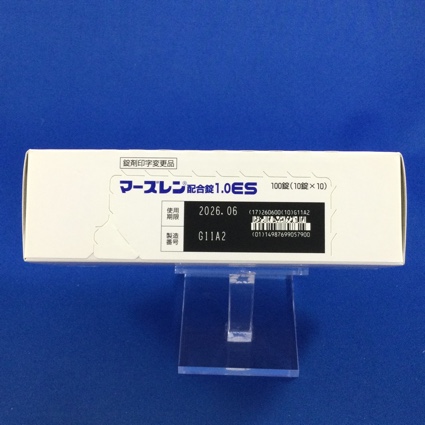 錠剤印字変更品
マーズレン®配合錠1.0ES 100錠(10錠×10)
使用期限 2026.06
(17)260600(10)G11A2
製造番号 G11A2
(01)14987699057900